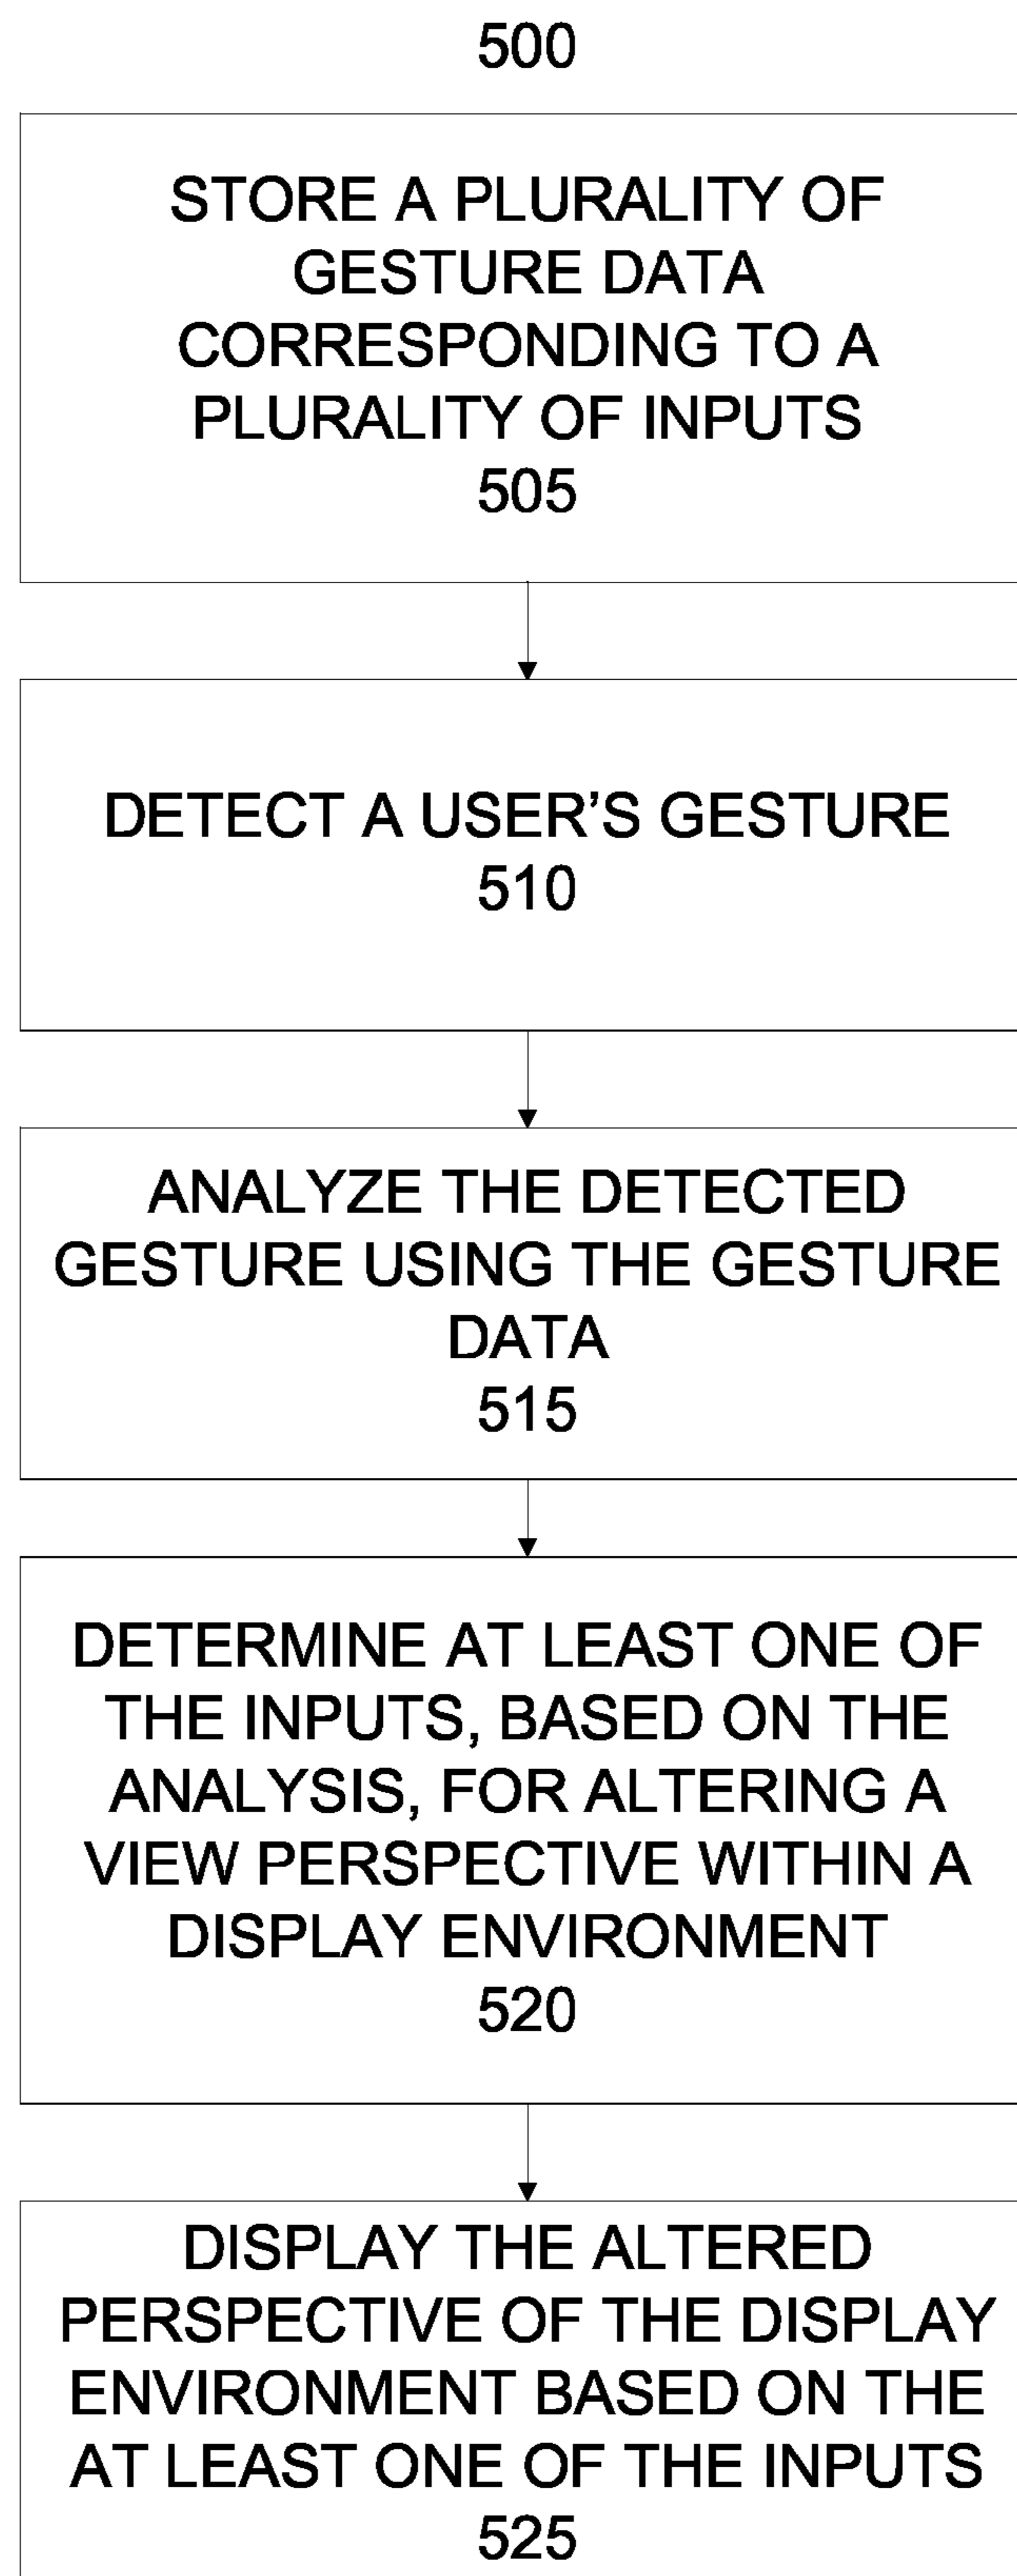 500
STORE A PLURALITY OF
GESTURE DATA
CORRESPONDING TO A
PLURALITY OF INPUTS
505
DETECT A USER’S GESTURE
510
ANALYZE THE DETECTED
GESTURE USING THE GESTURE
DATA
515
DETERMINE AT LEAST ONE OF
THE INPUTS, BASED ON THE
ANALYSIS, FOR ALTERING A
VIEW PERSPECTIVE WITHIN A
DISPLAY ENVIRONMENT
520
DISPLAY THE ALTERED
PERSPECTIVE OF THE DISPLAY
ENVIRONMENT BASED ON THE
AT LEAST ONE OF THE INPUTS
525